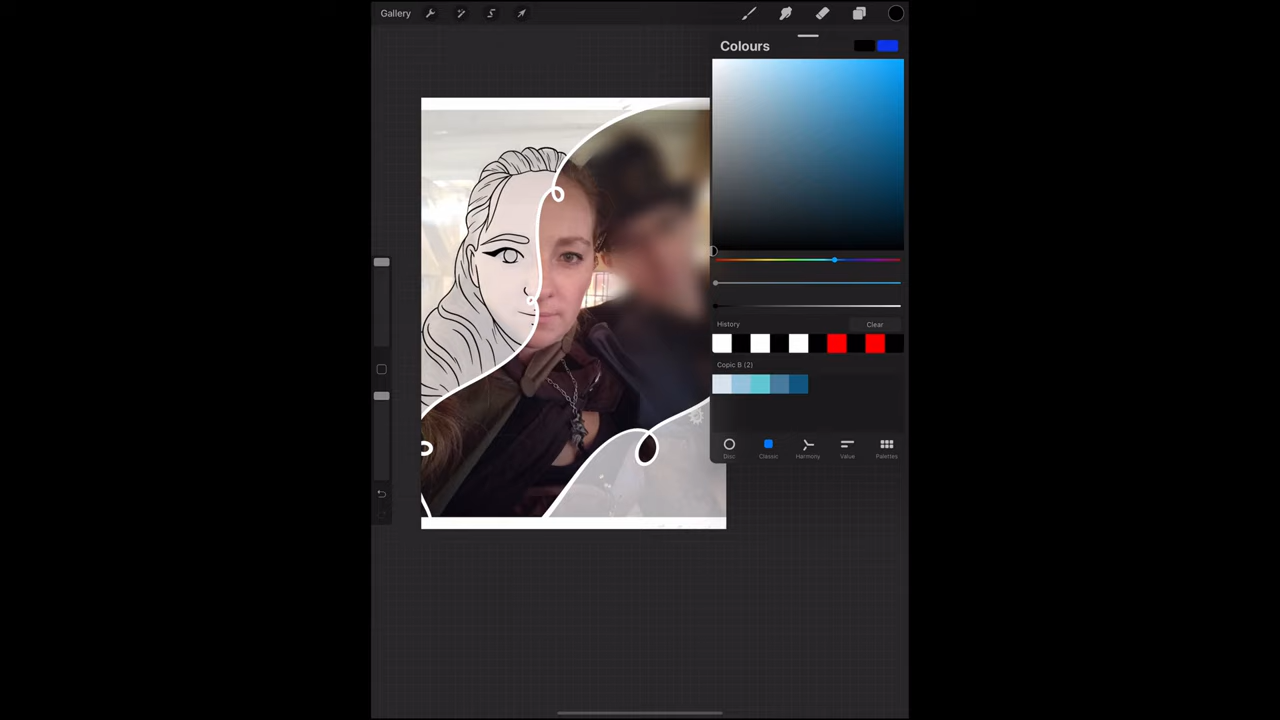 Gallery
Colours
History
Clear
Copic B (2)
Disc
Classic
Harmony
Value
Palettes